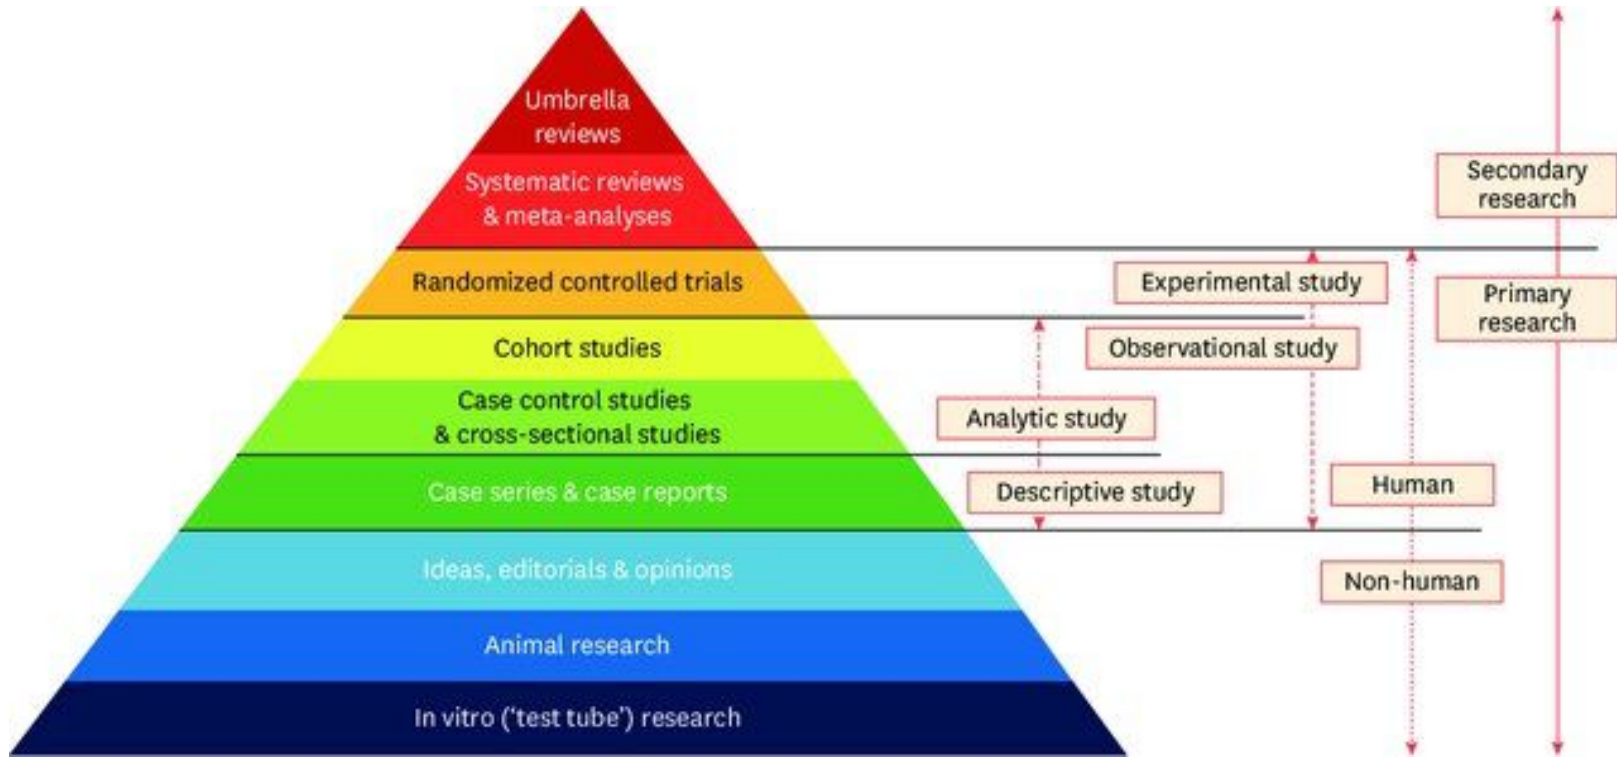 Umbrella
reviews
Systematic reviews
& meta-analyses
Randomized controlled trials
Cohort studies
Case control studies
& cross-sectional studies
Case series & case reports
Ideas, editorials & opinions
Animal research
In vitro (‘test tube’) research
Analytic study
Descriptive study
Experimental study
Observational study
Human
Non-human
Secondary
research
Primary
research